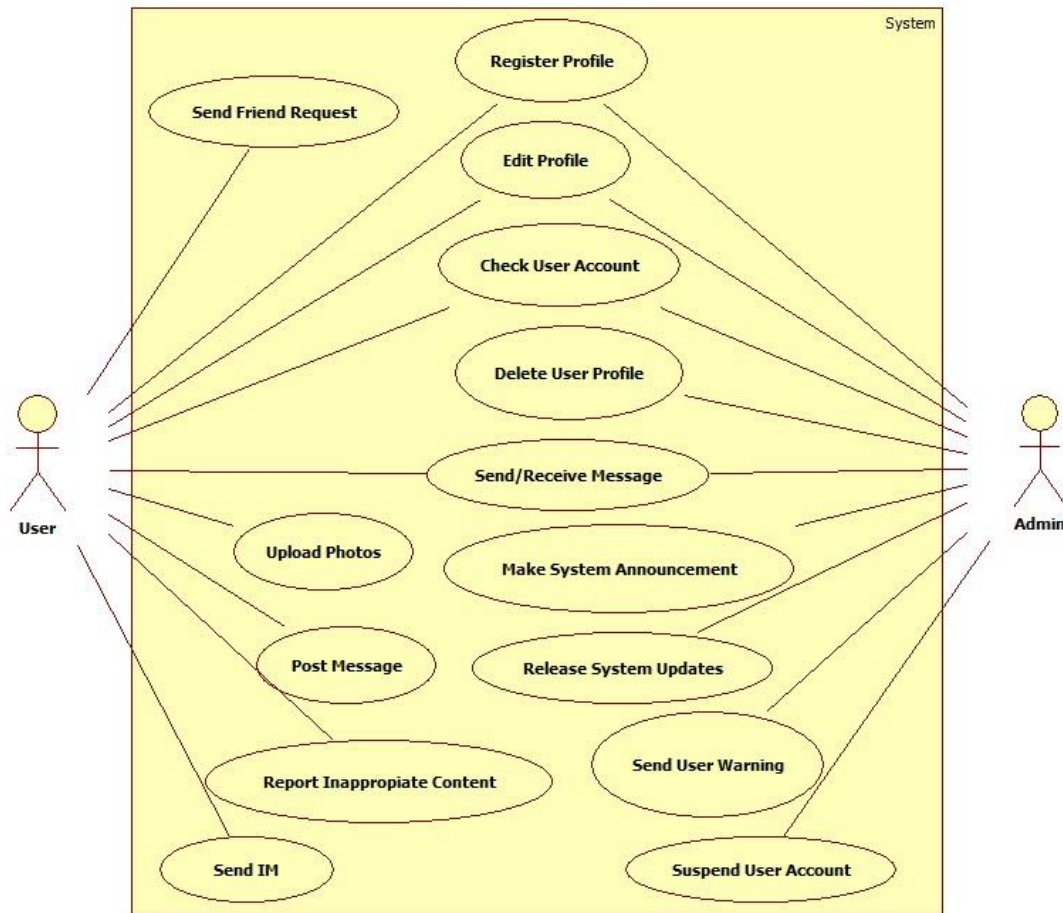 System
Register Profile
Send Friend Request
Edit Profile
Check User Account
Delete User Profile
Send/Receive Message
User
Admin
Upload Photos
Make System Announcement
Post Message
Release System Updates
Send User Warning
Report Inappropiate Content
Send IM
Suspend User Account